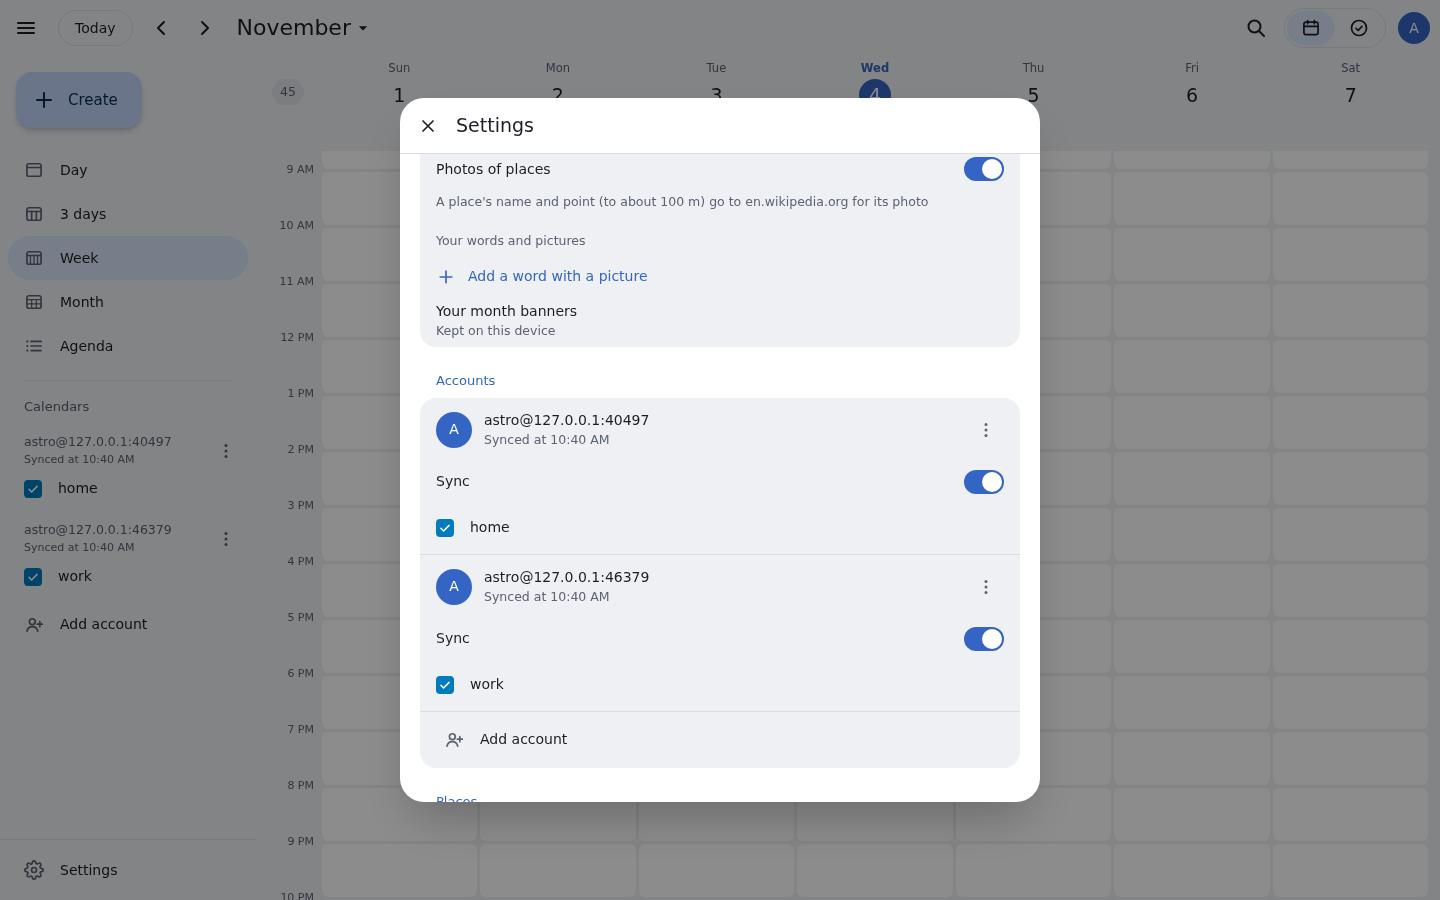 Today
November
A
Create
45
Sun
Mon
Tue
Wed
Thu
Fri
Sat
1
2
3
4
5
6
7
Day
3 days
Week
Month
Agenda
Calendars
astro@127.0.0.1:40497
Synced at 10:40 AM
home
astro@127.0.0.1:46379
Synced at 10:40 AM
work
Add account
Settings
9 AM
10 AM
11 AM
12 PM
1 PM
2 PM
3 PM
4 PM
5 PM
6 PM
7 PM
8 PM
9 PM
10 PM
Settings
Photos of places
A place's name and point (to about 100 m) go to en.wikipedia.org for its photo
Your words and pictures
Add a word with a picture
Your month banners
Kept on this device
Accounts
A
astro@127.0.0.1:40497
Synced at 10:40 AM
Sync
home
A
astro@127.0.0.1:46379
Synced at 10:40 AM
Sync
work
Add account
Places